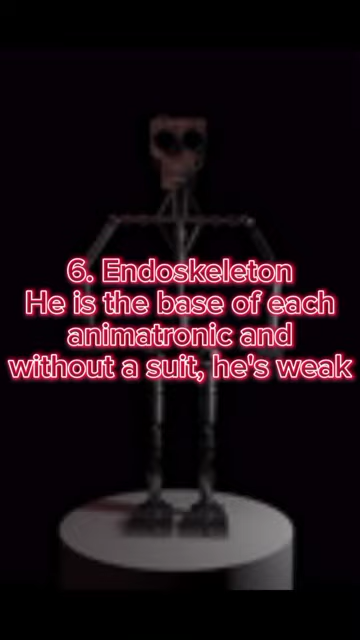 6. Endoskeleton
He is the base of each
animatronic and
without a suit, he's weak